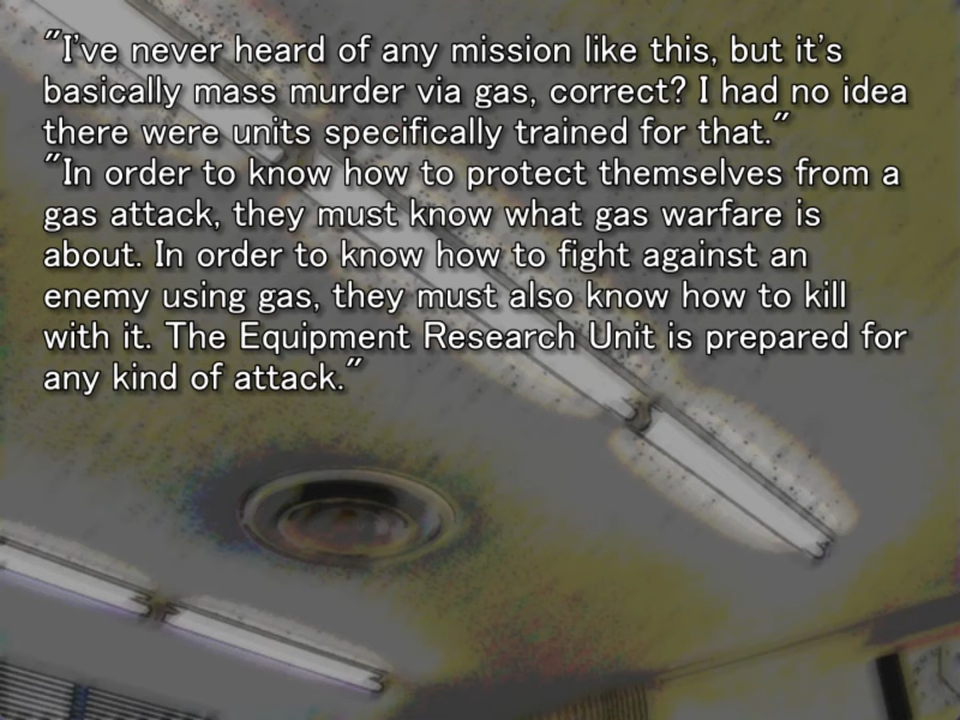 "I've never heard of any mission like this, but it's
basically mass murder via gas, correct? I had no idea
there were units specifically trained for that."
"In order to know how to protect themselves from a
gas attack, they must know what gas warfare is
about. In order to know how to fight against an
enemy using gas, they must also know how to kill
with it. The Equipment Research Unit is prepared for
any kind of attack."